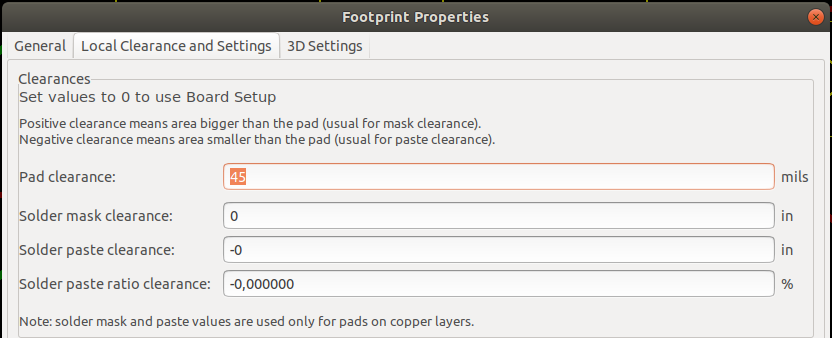 Footprint Properties
General Local Clearance and Settings 3D Settings
Clearances
Set values to 0 to use Board Setup
Positive clearance means area bigger than the pad (usual for mask clearance).
Negative clearance means area smaller than the pad (usual for paste clearance).
Pad clearance: 45 mils
Solder mask clearance: 0 in
Solder paste clearance: -0 in
Solder paste ratio clearance: -0,000000 %
Note: solder mask and paste values are used only for pads on copper layers.